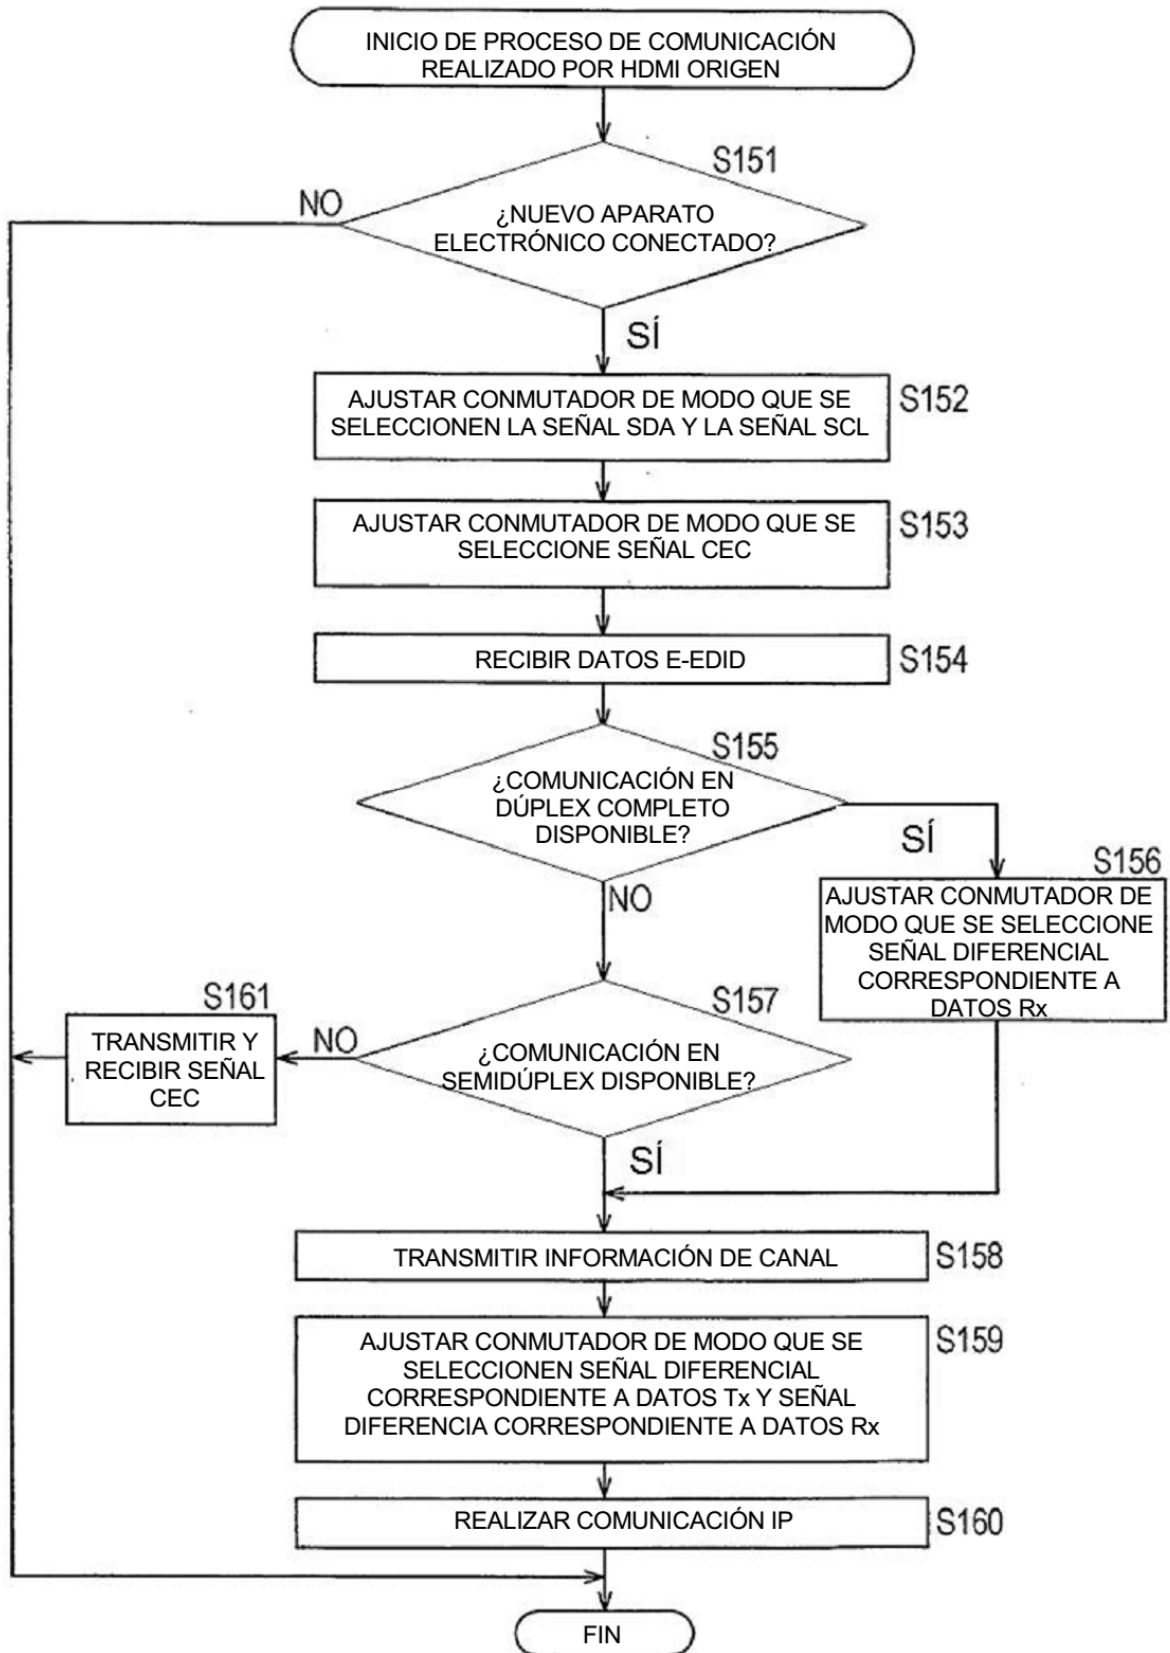 INICIO DE PROCESO DE COMUNICACIÓN
REALIZADO POR HDMI ORIGEN
S151
NO
¿NUEVO APARATO
ELECTRÓNICO CONECTADO?
SÍ
AJUSTAR CONMUTADOR DE MODO QUE SE
SELECCIONEN LA SEÑAL SDA Y LA SEÑAL SCL
S152
AJUSTAR CONMUTADOR DE MODO QUE SE
SELECCIONE SEÑAL CEC
S153
RECIBIR DATOS E-EDID
S154
S155
¿COMUNICACIÓN EN
DÚPLEX COMPLETO
DISPONIBLE?
SÍ
S156
AJUSTAR CONMUTADOR DE
MODO QUE SE SELECCIONE
SEÑAL DIFERENCIAL
CORRESPONDIENTE A
DATOS Rx
NO
S157
¿COMUNICACIÓN EN
SEMIDÚPLEX DISPONIBLE?
NO
S161
TRANSMITIR Y
RECIBIR SEÑAL
CEC
SÍ
TRANSMITIR INFORMACIÓN DE CANAL
S158
AJUSTAR CONMUTADOR DE MODO QUE SE
SELECCIONEN SEÑAL DIFERENCIAL
CORRESPONDIENTE A DATOS Tx Y SEÑAL
DIFERENCIA CORRESPONDIENTE A DATOS Rx
S159
REALIZAR COMUNICACIÓN IP
S160
FIN